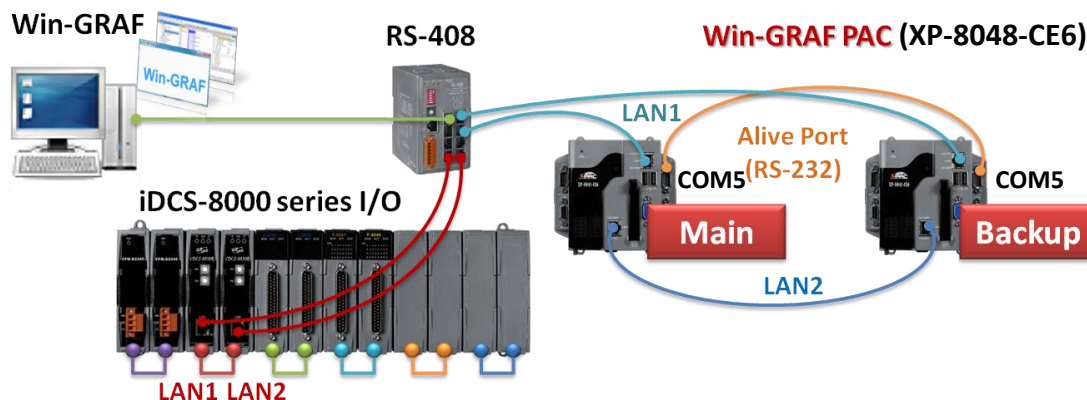 Win-GRAF
Win-GRAF
RS-408
Win-GRAF PAC (XP-8048-CE6)
LAN1
Alive Port
(RS-232)
COM5
COM5
Main
Backup
LAN2
iDCS-8000 series I/O
LAN1 LAN2